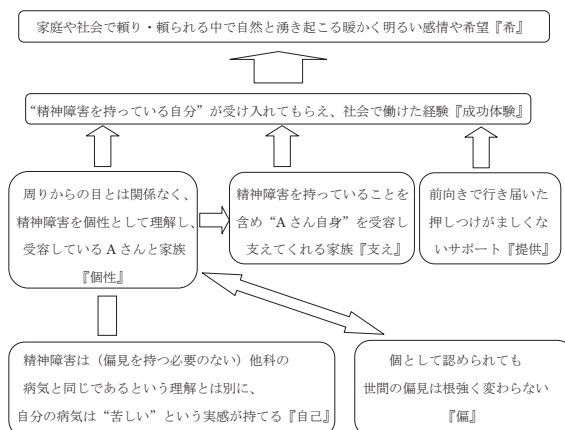 家庭や社会で頼り・頼られる中で自然と湧き起こる暖かく明るい感情や希望『希』
“精神障害を持っている自分”が受け入れてもらえ、社会で働けた経験『成功体験』
周りからの目とは関係なく、
精神障害を個性として理解し、
受容しているAさんと家族
『個性』
精神障害を持っていることを
含め“Aさん自身”を受容し
支えてくれる家族『支え』
前向きで行き届いた
押しつけがましくな
いサポート『提供』
精神障害は（偏見を持つ必要のない）他科の
病気と同じであるという理解とは別に、
自分の病気は“苦しい”という実感が持てる『自己』
個として認められても
世間の偏見は根強く変わらない
『偏』